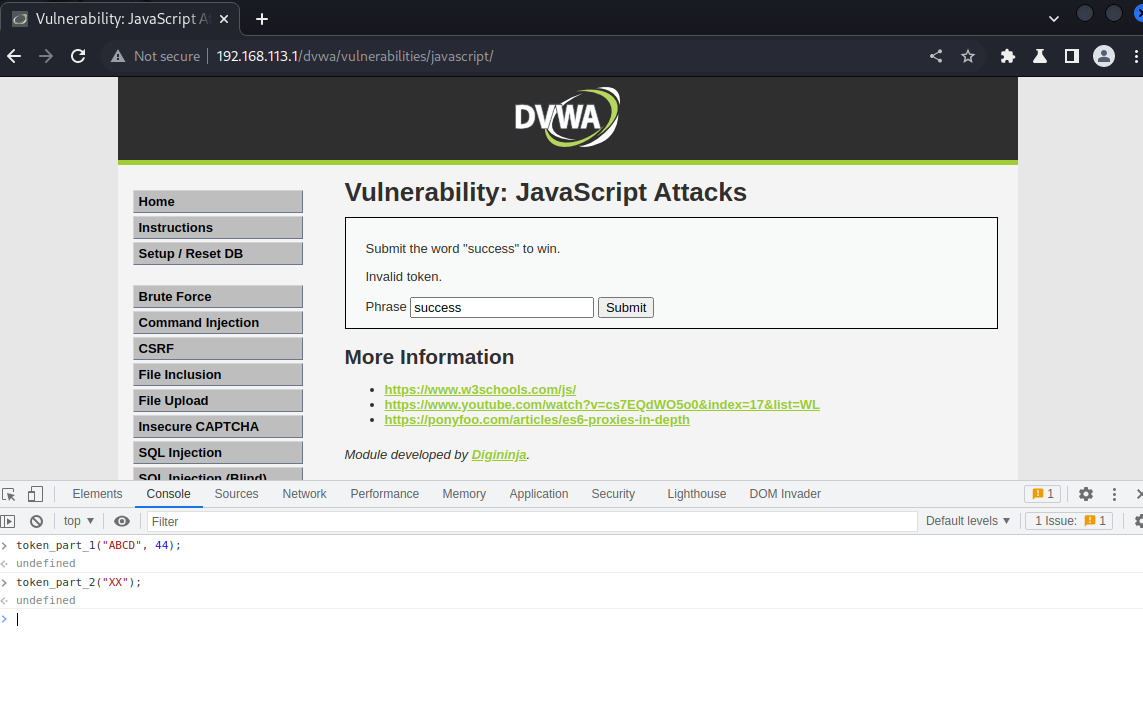 Vulnerability: JavaScript A
Not secure 192.168.113.1/dvwa/vulnerabilities/javascript/
DVWA
Home
Instructions
Setup / Reset DB
Brute Force
Command Injection
CSRF
File Inclusion
File Upload
Insecure CAPTCHA
SQL Injection
SQL Injection (Blind)
Vulnerability: JavaScript Attacks
Submit the word "success" to win.
Invalid token.
Phrase success Submit
More Information
https://www.w3schools.com/js/
https://www.youtube.com/watch?v=cs7EQdWO5o0&index=17&list=WL
https://ponyfoo.com/articles/es6-proxies-in-depth
Module developed by Digininja.
Elements Console Sources Network Performance Memory Application Security Lighthouse DOM Invader 1
top Filter Default levels 1 Issue: 1
token_part_1("ABCD", 44);
undefined
token_part_2("XX");
undefined